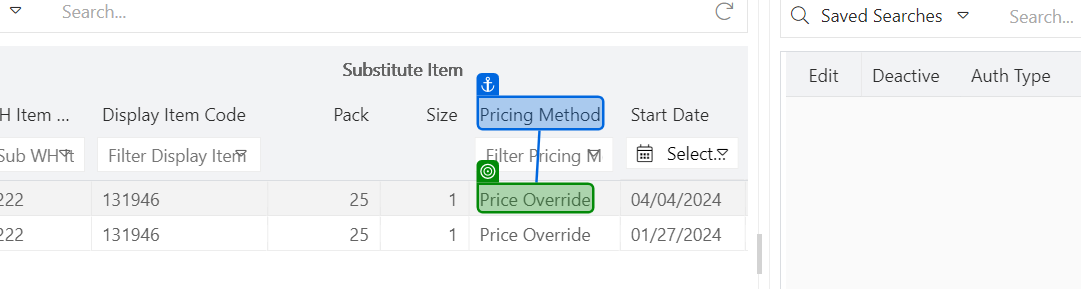 Search...
Saved Searches
Search...
Substitute Item
Edit
Deactive
Auth Type
H Item ...
Display Item Code
Pack
Size
Pricing Method
Start Date
Sub WH It
Filter Display Item
Filter Pricing M
Select...
222
131946
25
1
Price Override
04/04/2024
222
131946
25
1
Price Override
01/27/2024